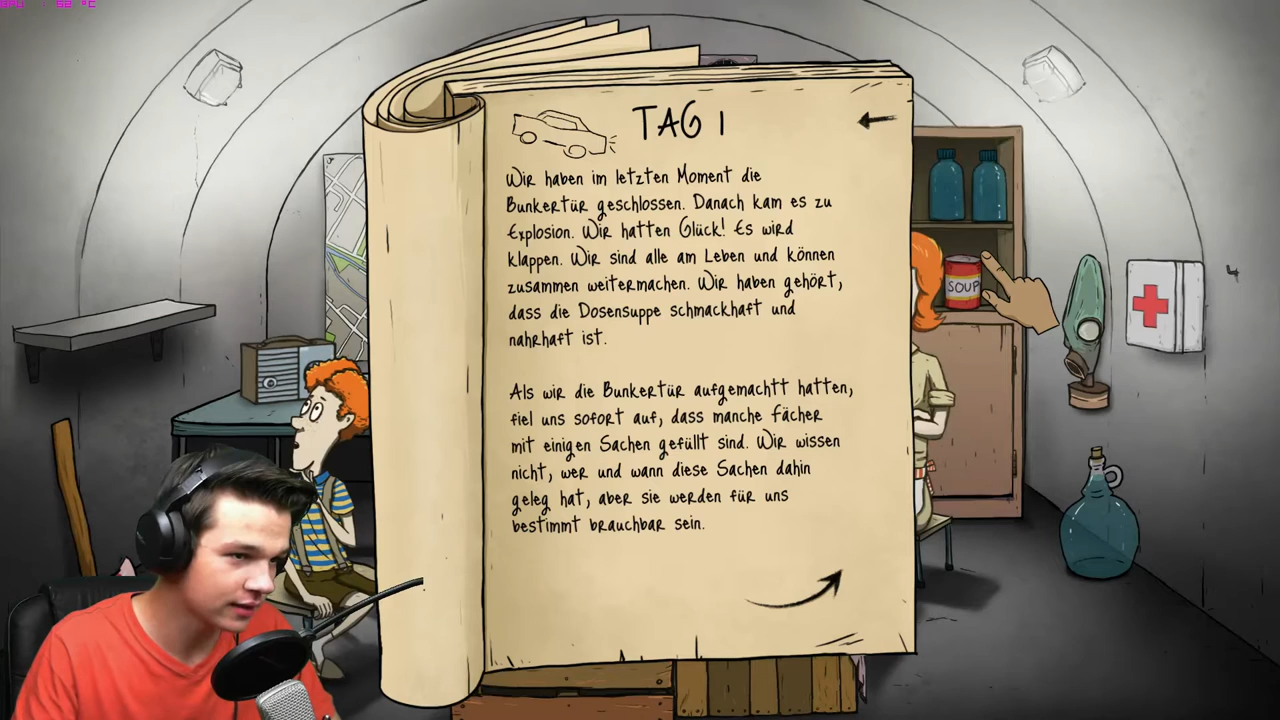 GPU : 68 °C
TAG 1
Wir haben im letzten Moment die
Bunkertür geschlossen. Danach kam es zu
Explosion. Wir hatten Glück! Es wird
klappen. Wir sind alle am Leben und können
zusammen weitermachen. Wir haben gehört,
dass die Dosensuppe schmackhaft und
nahrhaft ist.
Als wir die Bunkertür aufgemachtt hatten,
fiel uns sofort auf, dass manche Fächer
mit einigen Sachen gefüllt sind. Wir wissen
nicht, wer und wann diese Sachen dahin
geleg hat, aber sie werden für uns
bestimmt brauchbar sein.
SOUP
4